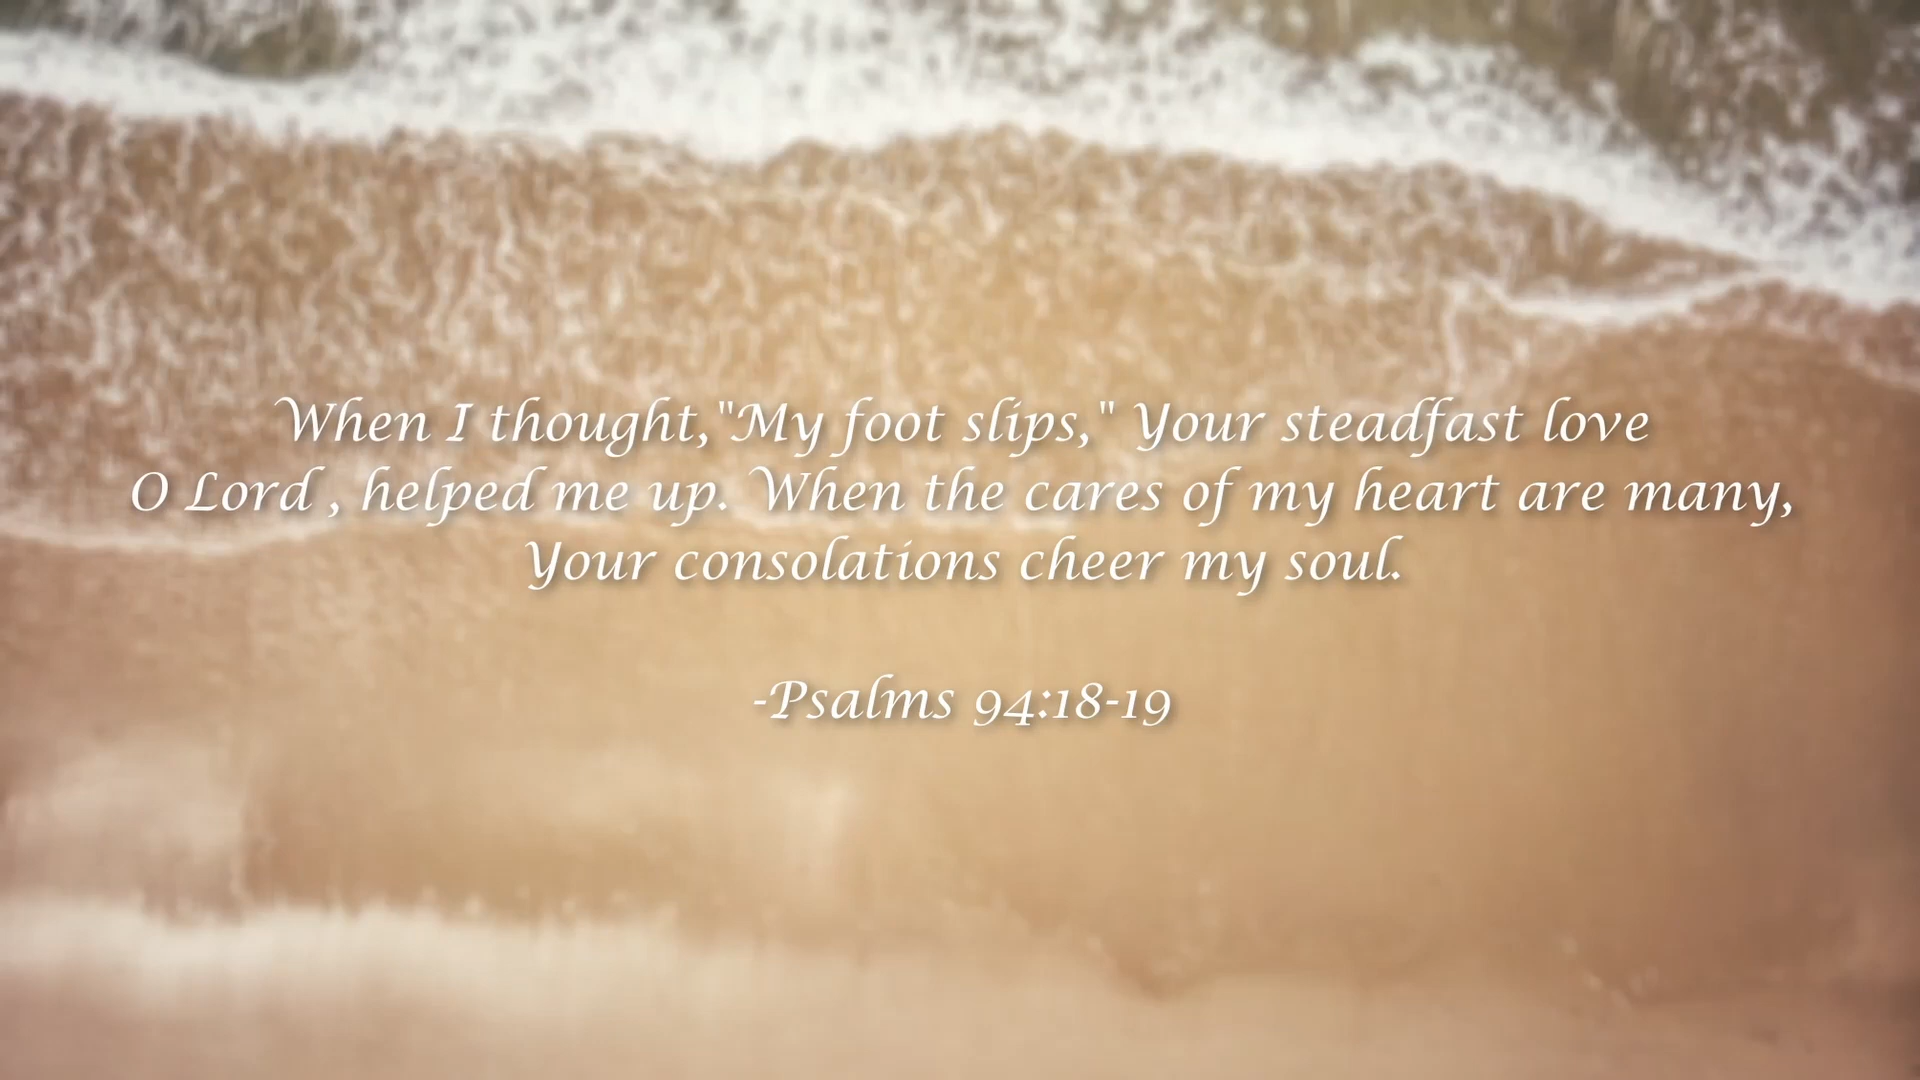 When I thought,"My foot slips," Your steadfast love
O Lord , helped me up. When the cares of my heart are many,
Your consolations cheer my soul.
-Psalms 94:18-19